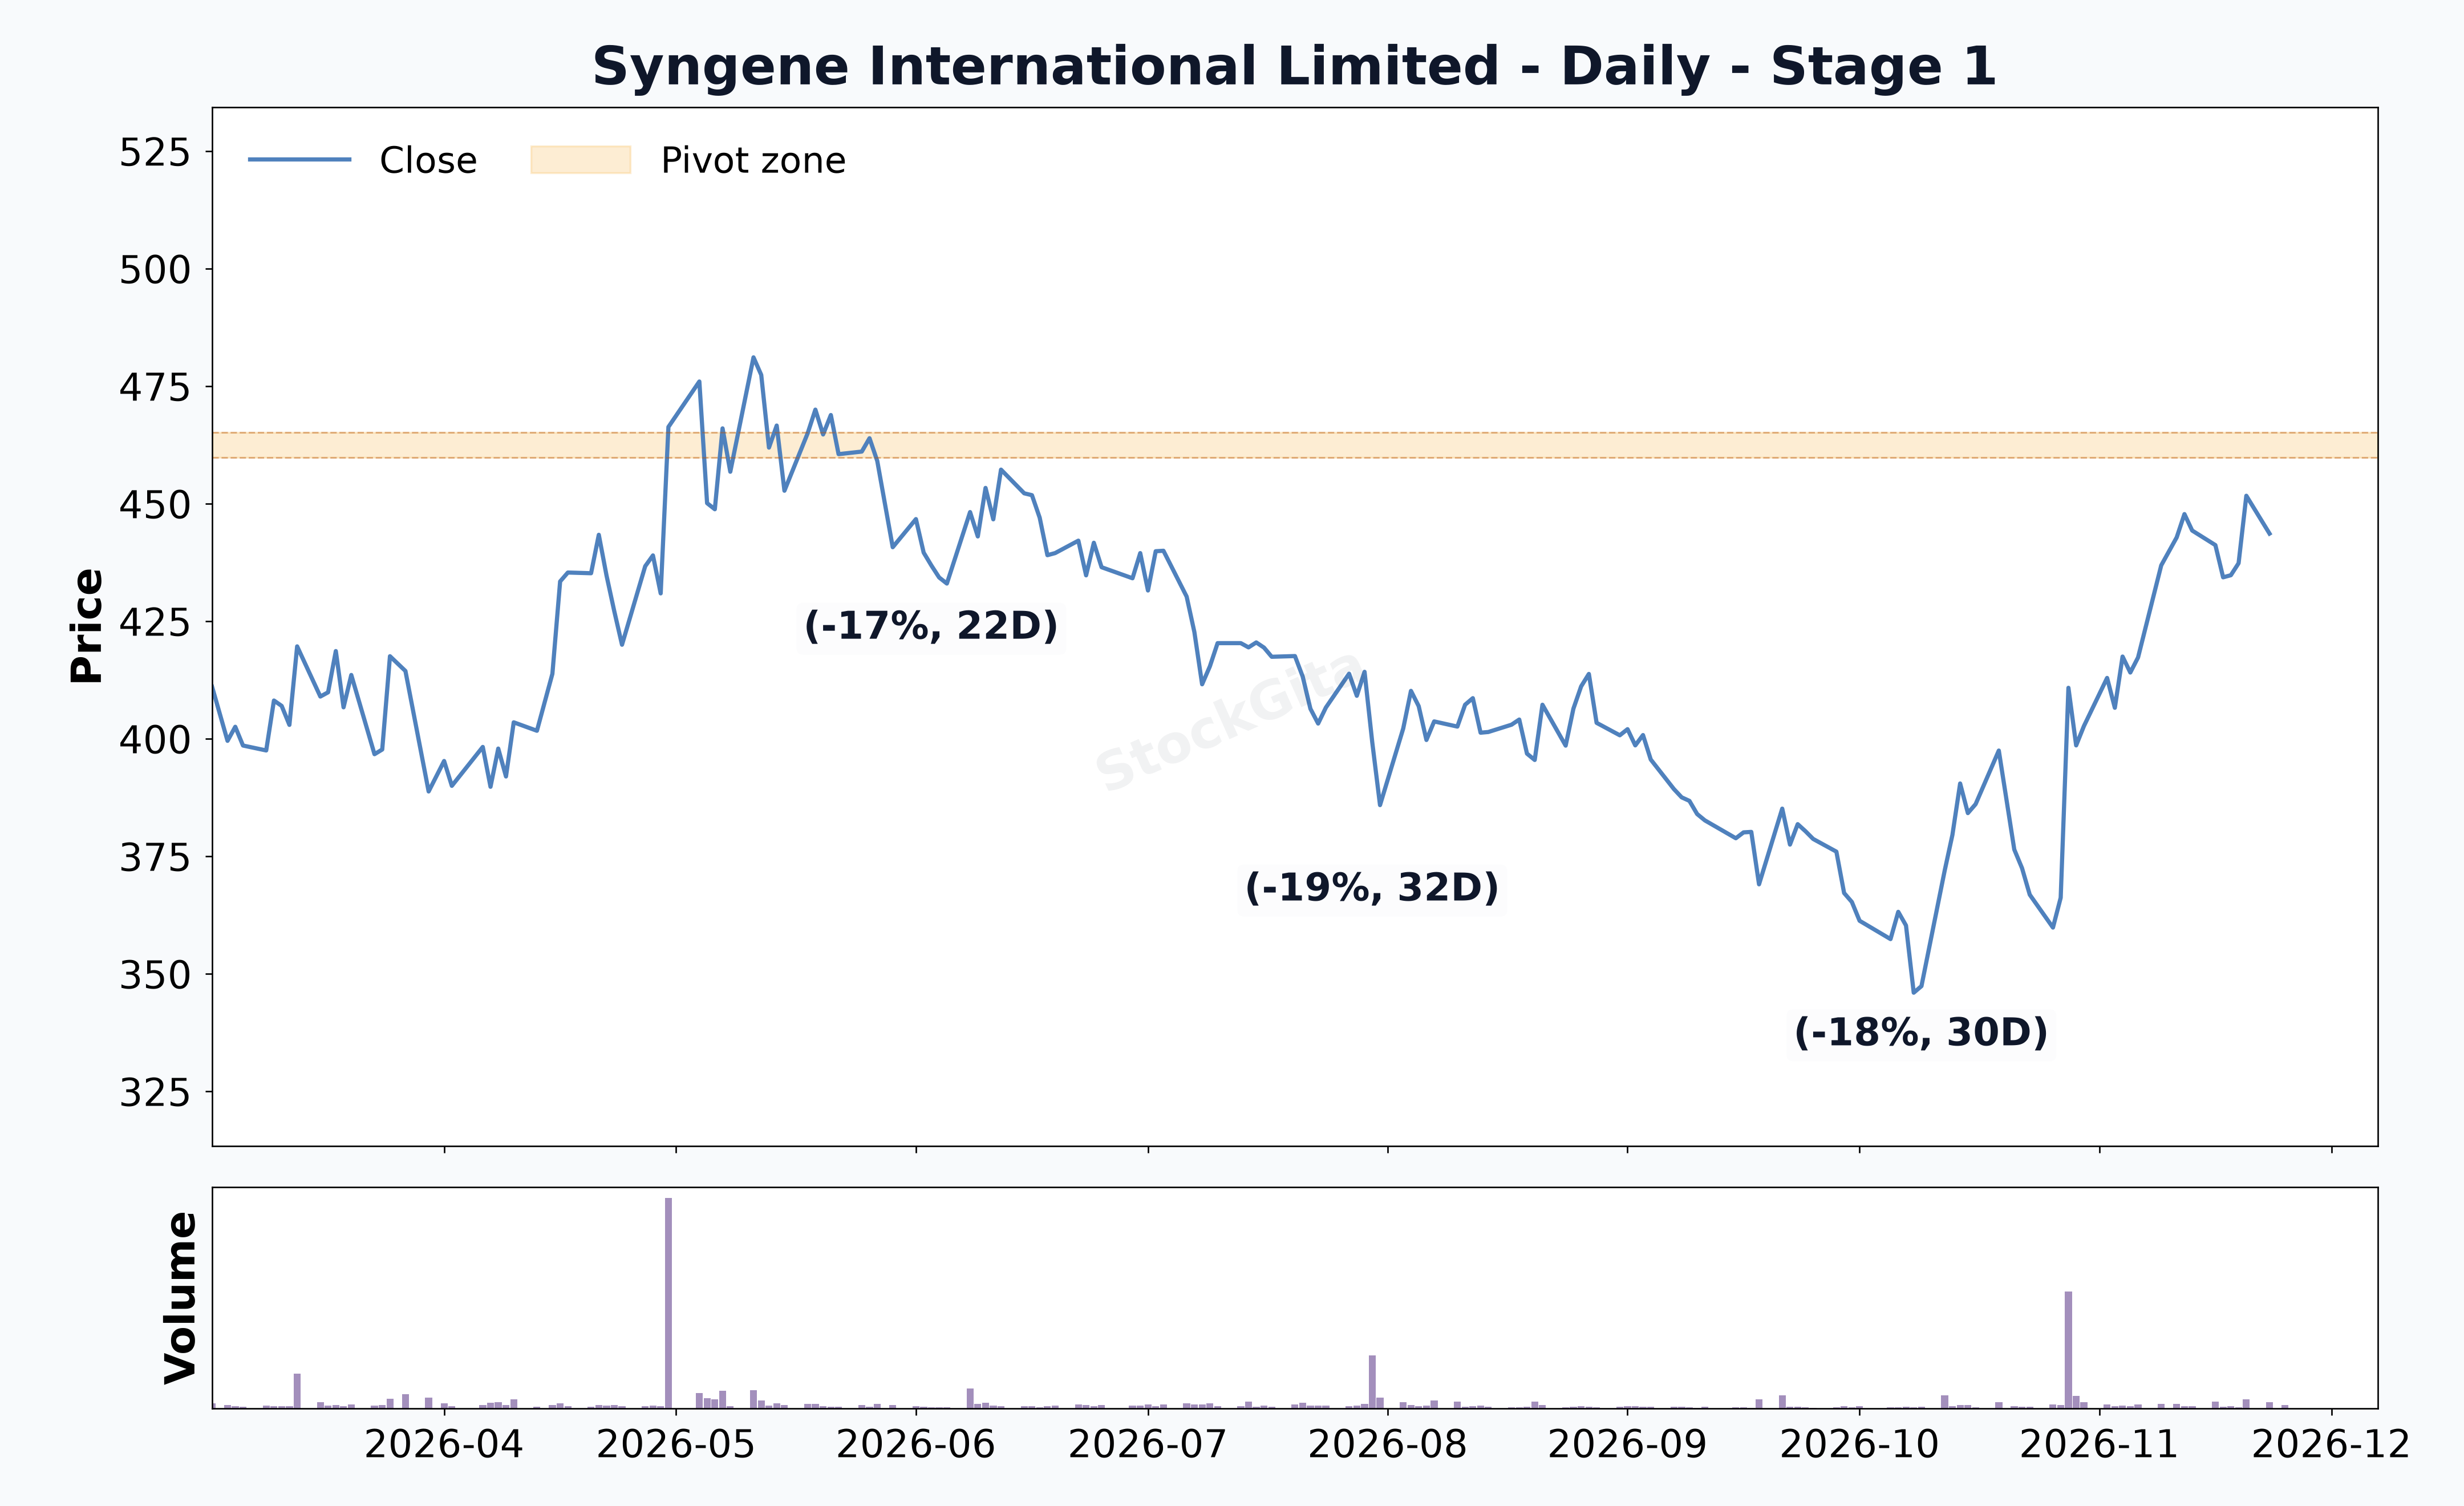 Syngene International Limited - Daily - Stage 1
Close
Pivot zone
525
500
475
450
425
400
375
350
325
Price
(-17%, 22D)
StockGita
(-19%, 32D)
(-18%, 30D)
Volume
2026-04
2026-05
2026-06
2026-07
2026-08
2026-09
2026-10
2026-11
2026-12